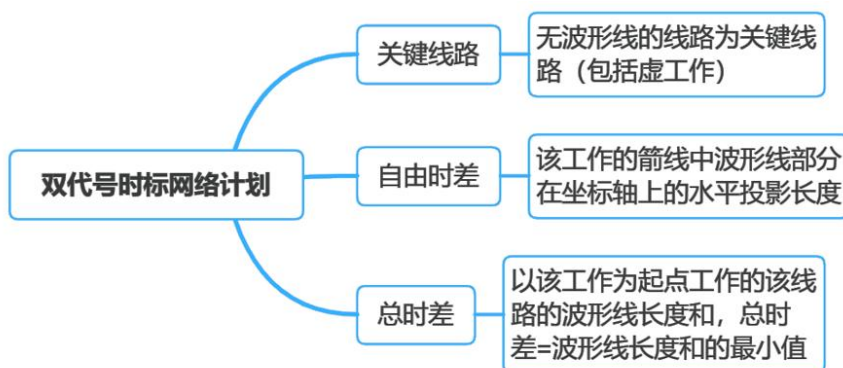 关键线路
无波形线的线路为关键线
路（包括虚工作）
双代号时标网络计划
自由时差
该工作的箭线中波形线部分
在坐标轴上的水平投影长度
总时差
以该工作为起点工作的该线
路的波形线长度和，总时
差=波形线长度和的最小值